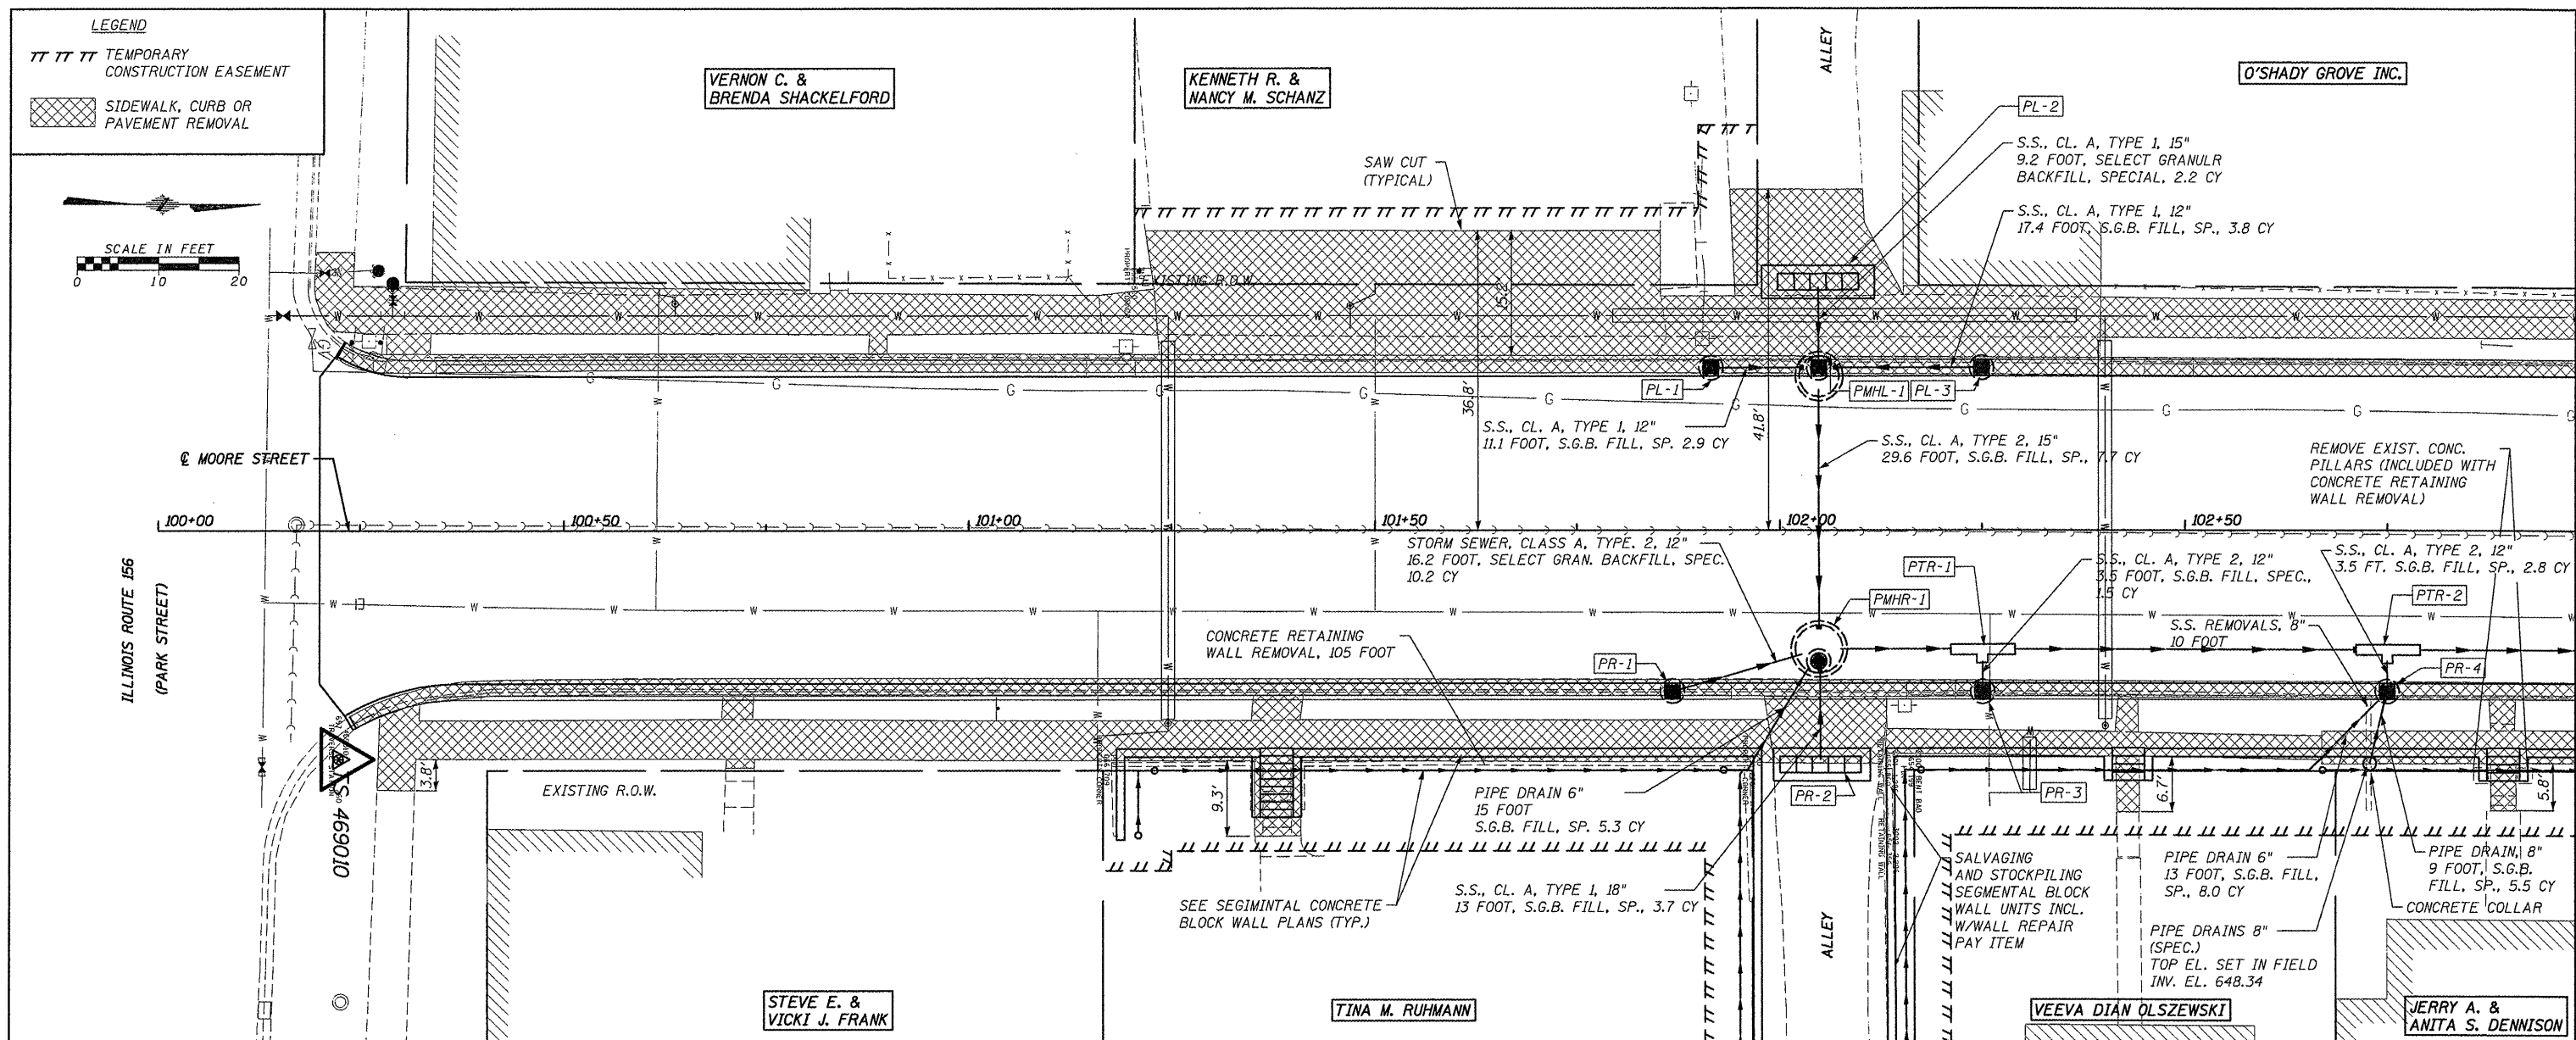 LEGEND
TEMPORARY
CONSTRUCTION EASEMENT
SIDEWALK, CURB OR
PAVEMENT REMOVAL
SCALE IN FEET
0 10 20
VERNON C. &
BRENDA SHACKELFORD
KENNETH R. &
NANCY M. SCHANZ
ALLEY
O'SHADY GROVE INC.
SAW CUT
(TYPICAL)
PL-2
S.S., CL. A, TYPE 1, 15"
9.2 FOOT, SELECT GRANULR
BACKFILL, SPECIAL, 2.2 CY
S.S., CL. A, TYPE 1, 12"
17.4 FOOT, S.G.B. FILL, SP., 3.8 CY
EXISTING R.O.W.
15.2'
36.8'
41.8'
PL-1
PMHL-1
PL-3
S.S., CL. A, TYPE 1, 12"
11.1 FOOT, S.G.B. FILL, SP. 2.9 CY
S.S., CL. A, TYPE 2, 15"
29.6 FOOT, S.G.B. FILL, SP., 7.7 CY
REMOVE EXIST. CONC.
PILLARS (INCLUDED WITH
CONCRETE RETAINING
WALL REMOVAL)
℄ MOORE STREET
100+00
100+50
101+00
101+50
102+00
102+50
ILLINOIS ROUTE 156
(PARK STREET)
STORM SEWER, CLASS A, TYPE. 2, 12"
16.2 FOOT, SELECT GRAN. BACKFILL, SPEC.
10.2 CY
PTR-1
S.S., CL. A, TYPE 2, 12"
3.5 FOOT, S.G.B. FILL, SPEC.,
1.5 CY
S.S., CL. A, TYPE 2, 12"
3.5 FT. S.G.B. FILL, SP., 2.8 CY
PTR-2
PMHR-1
S.S. REMOVALS, 8"
10 FOOT
CONCRETE RETAINING
WALL REMOVAL, 105 FOOT
PR-1
PR-4
3.8'
EXISTING R.O.W.
9.3'
PIPE DRAIN 6"
15 FOOT
S.G.B. FILL, SP. 5.3 CY
PR-2
PR-3
6.7'
5.8'
469010
SEE SEGIMINTAL CONCRETE
BLOCK WALL PLANS (TYP.)
S.S., CL. A, TYPE 1, 18"
13 FOOT, S.G.B. FILL, SP., 3.7 CY
ALLEY
SALVAGING
AND STOCKPILING
SEGMENTAL BLOCK
WALL UNITS INCL.
W/WALL REPAIR
PAY ITEM
PIPE DRAIN 6"
13 FOOT, S.G.B. FILL,
SP., 8.0 CY
PIPE DRAIN, 8"
9 FOOT, S.G.B.
FILL, SP., 5.5 CY
CONCRETE COLLAR
PIPE DRAINS 8"
(SPEC.)
TOP EL. SET IN FIELD
INV. EL. 648.34
STEVE E. &
VICKI J. FRANK
TINA M. RUHMANN
VEEVA DIAN OLSZEWSKI
JERRY A. &
ANITA S. DENNISON